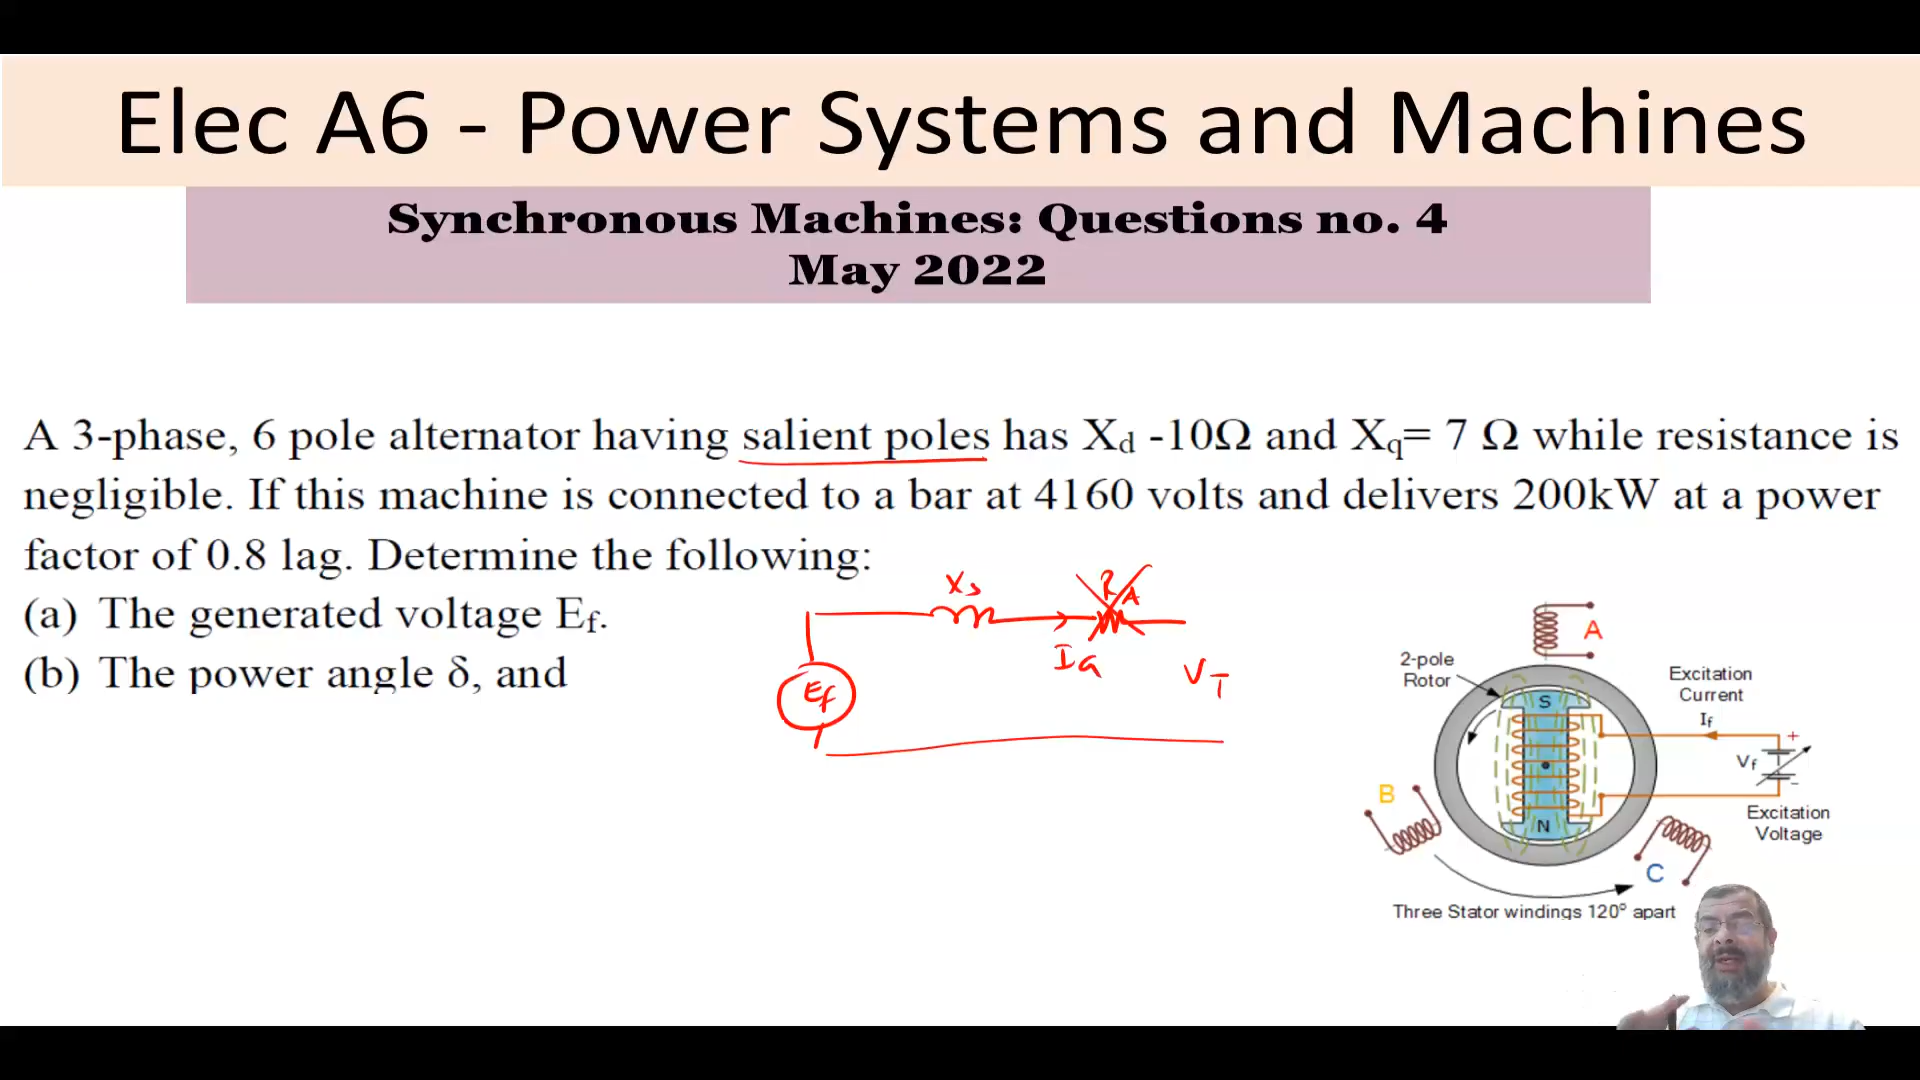 Elec A6 - Power Systems and Machines
Synchronous Machines: Questions no. 4
May 2022
A 3-phase, 6 pole alternator having salient poles has Xd -10Ω and Xq= 7 Ω while resistance is
negligible. If this machine is connected to a bar at 4160 volts and delivers 200kW at a power
factor of 0.8 lag. Determine the following:
(a) The generated voltage Ef.
(b) The power angle δ, and
Xs
RA
Ia
VT
Ef
A
2-pole
Rotor
S
N
Excitation
Current
If
+
Vf
-
Excitation
Voltage
B
C
Three Stator windings 120° apart